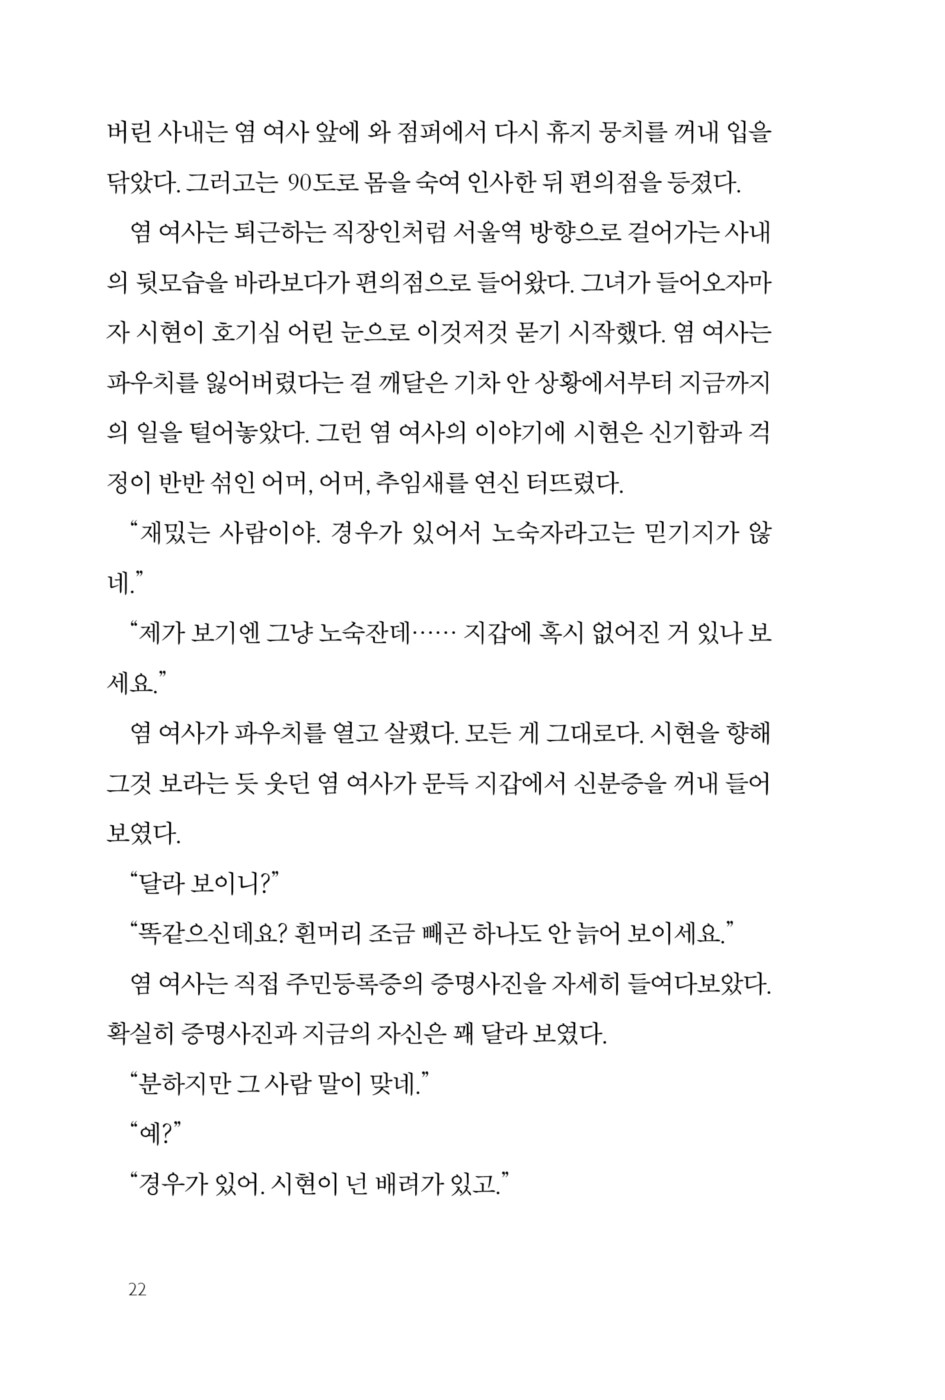 버린 사내는 염 여사 앞에 와 점퍼에서 다시 휴지 뭉치를 꺼내 입을
닦았다. 그러고는 90도로 몸을 숙여 인사한 뒤 편의점을 등졌다.
염 여사는 퇴근하는 직장인처럼 서울역 방향으로 걸어가는 사내
의 뒷모습을 바라보다가 편의점으로 들어왔다. 그녀가 들어오자마
자 시현이 호기심 어린 눈으로 이것저것 묻기 시작했다. 염 여사는
파우치를 잃어버렸다는 걸 깨달은 기차 안 상황에서부터 지금까지
의 일을 털어놓았다. 그런 염 여사의 이야기에 시현은 신기함과 걱
정이 반반 섞인 어머, 어머, 추임새를 연신 터뜨렸다.
“재밌는 사람이야. 경우가 있어서 노숙자라고는 믿기지가 않
네.”
“제가 보기엔 그냥 노숙잔데…… 지갑에 혹시 없어진 거 있나 보
세요.”
염 여사가 파우치를 열고 살폈다. 모든 게 그대로다. 시현을 향해
그것 보라는 듯 웃던 염 여사가 문득 지갑에서 신분증을 꺼내 들어
보였다.
“달라 보이니?”
“똑같으신데요? 흰머리 조금 빼곤 하나도 안 늙어 보이세요.”
염 여사는 직접 주민등록증의 증명사진을 자세히 들여다보았다.
확실히 증명사진과 지금의 자신은 꽤 달라 보였다.
“분하지만 그 사람 말이 맞네.”
“예?”
“경우가 있어. 시현이 넌 배려가 있고.”
22